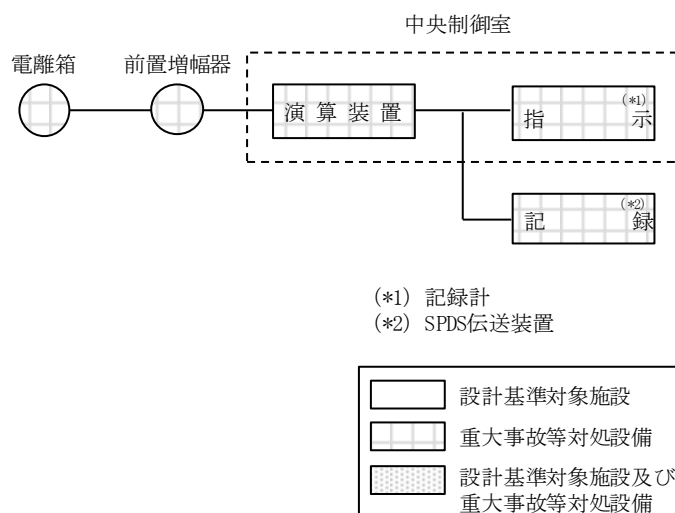 中央制御室
電離箱
前置増幅器
演算装置
(*1)
指示
(*2)
記録
(*1) 記録計
(*2) SPDS伝送装置
設計基準対象施設
重大事故等対処設備
設計基準対象施設及び
重大事故等対処設備